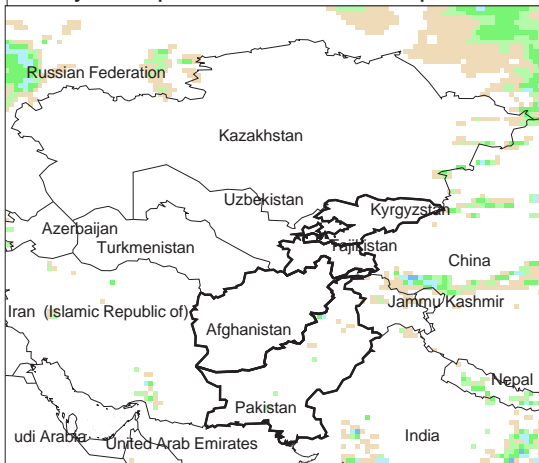 Russian Federation
Kazakhstan
Uzbekistan
Kyrgyzstan
Azerbaijan
Turkmenistan
Tajikistan
China
Iran (Islamic Republic of)
Jammu/Kashmir
Afghanistan
Nepal
Pakistan
udi Arabia
United Arab Emirates
India